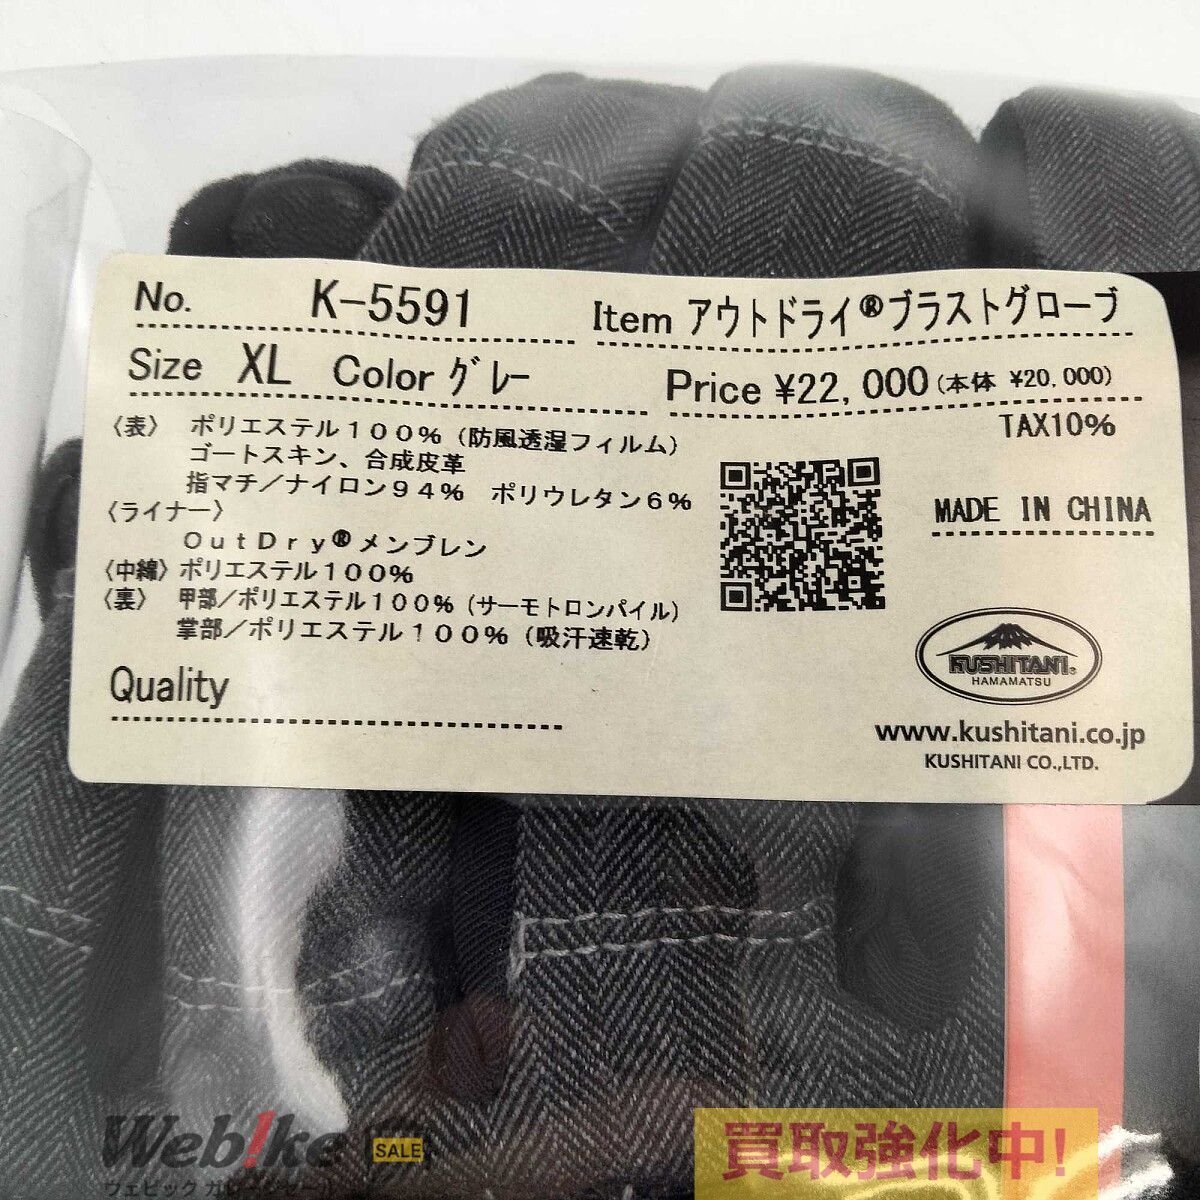 No. K-5591 Item アウトドライ®ブラストグローブ
Size XL Color グレー Price ¥22,000(本体 ¥20,000)
TAX10%
〈表〉 ポリエステル100%(防風透湿フィルム)
ゴートスキン、合成皮革
指マチ/ナイロン94% ポリウレタン6%
〈ライナー〉
OutDry®メンブレン
〈中綿〉ポリエステル100%
〈裏〉 甲部/ポリエステル100%(サーモトロンパイル)
掌部/ポリエステル100%(吸汗速乾)
Quality
MADE IN CHINA
KUSHITANI®
HAMAMATSU
www.kushitani.co.jp
KUSHITANI CO.,LTD.
Web!ke SALE
買取強化中!